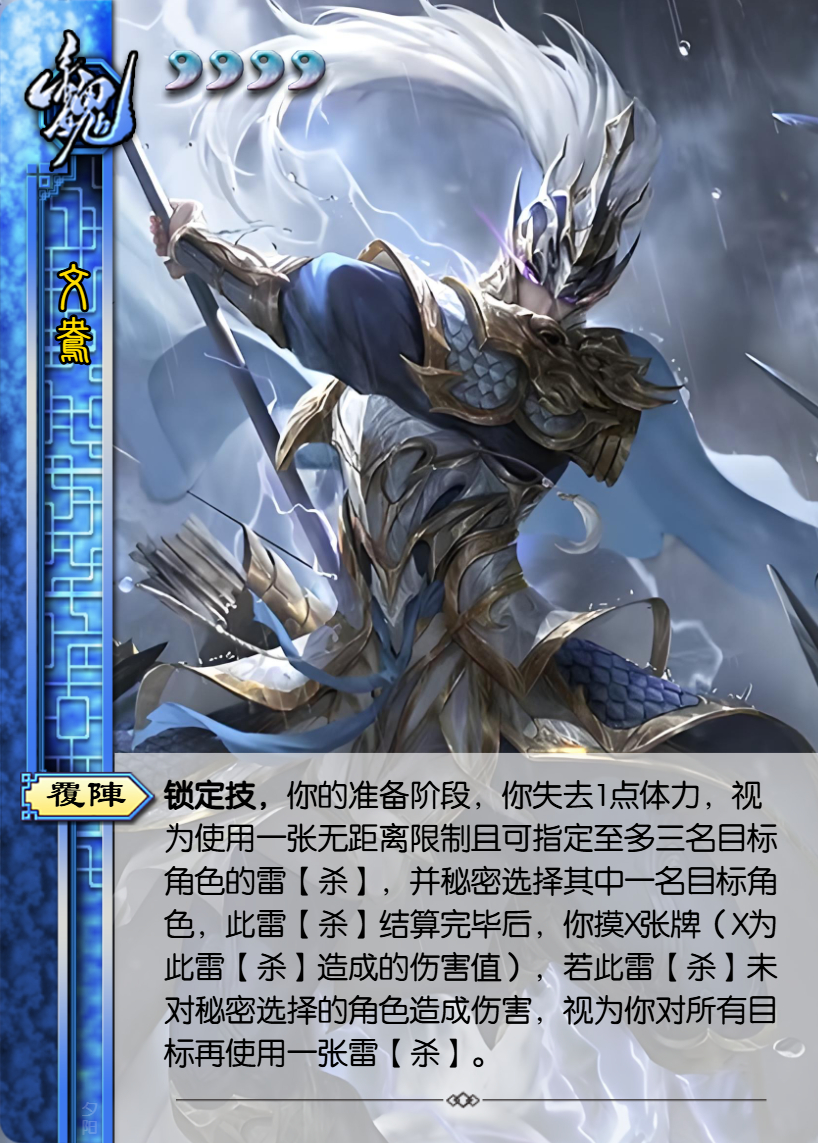 魏
文鴦
覆陣
锁定技，你的准备阶段，你失去1点体力，视
为使用一张无距离限制且可指定至多三名目标
角色的雷【杀】，并秘密选择其中一名目标角
色，此雷【杀】结算完毕后，你摸X张牌（X为
此雷【杀】造成的伤害值），若此雷【杀】未
对秘密选择的角色造成伤害，视为你对所有目
标再使用一张雷【杀】。
夕阳